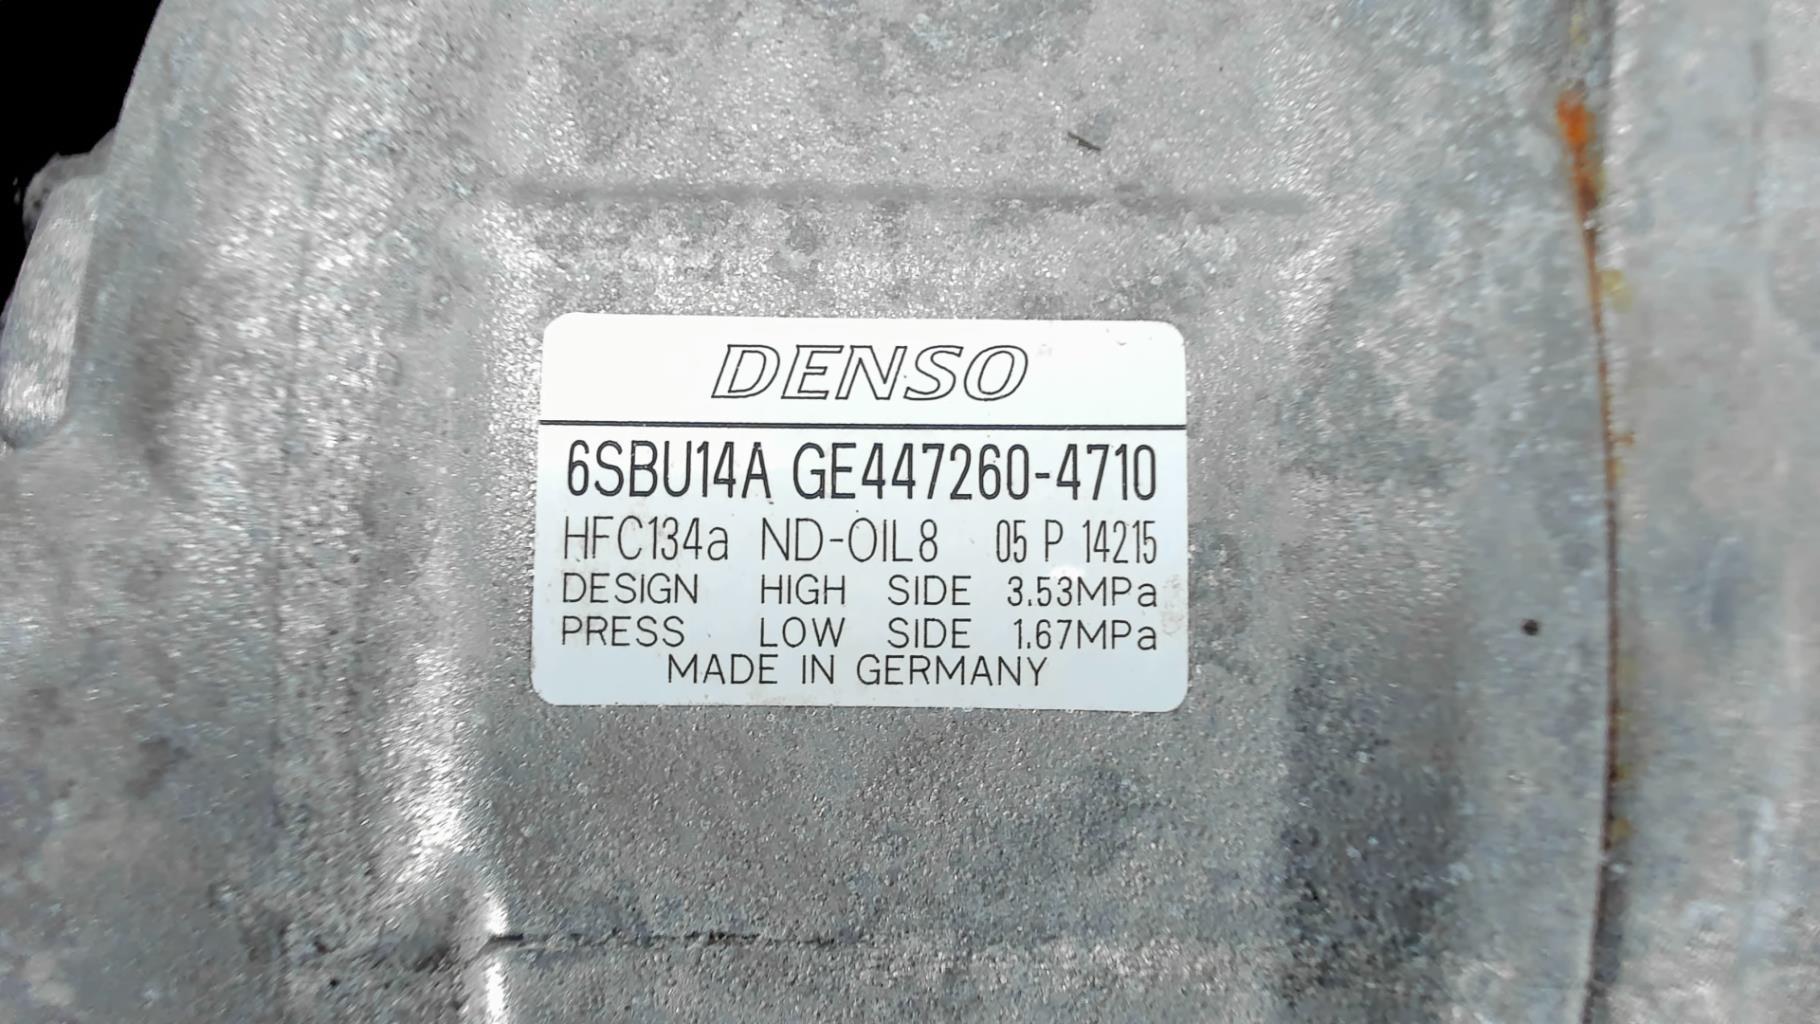 DENSO
6SBU14A GE447260-4710
HFC134a ND-OIL8 05 P 14215
DESIGN HIGH SIDE 3.53MPa
PRESS LOW SIDE 1.67MPa
MADE IN GERMANY